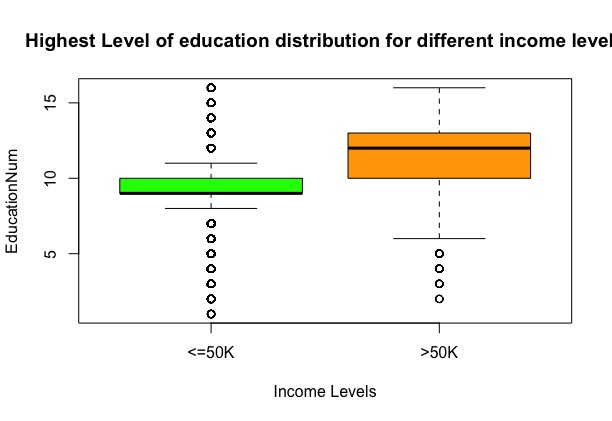 Highest Level of education distribution for different income level
EducationNum
15
10
5
<=50K >50K
Income Levels